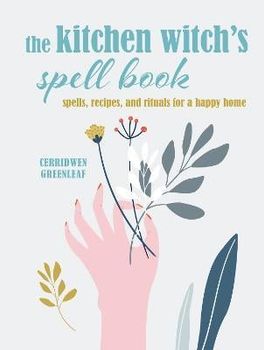 the kitchen witch's
spell book
spells, recipes, and rituals for a happy home
CERRIDWEN
GREENLEAF